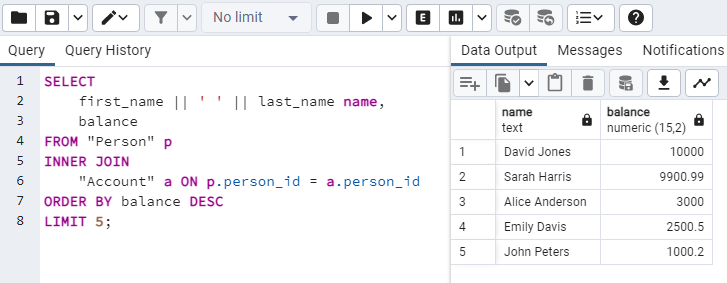 No limit
E
Query Query History
Data Output Messages Notifications
1 SELECT
2 first_name || ' ' || last_name name,
3 balance
4 FROM "Person" p
5 INNER JOIN
6 "Account" a ON p.person_id = a.person_id
7 ORDER BY balance DESC
8 LIMIT 5;
name balance
text numeric (15,2)
1 David Jones 10000
2 Sarah Harris 9900.99
3 Alice Anderson 3000
4 Emily Davis 2500.5
5 John Peters 1000.2